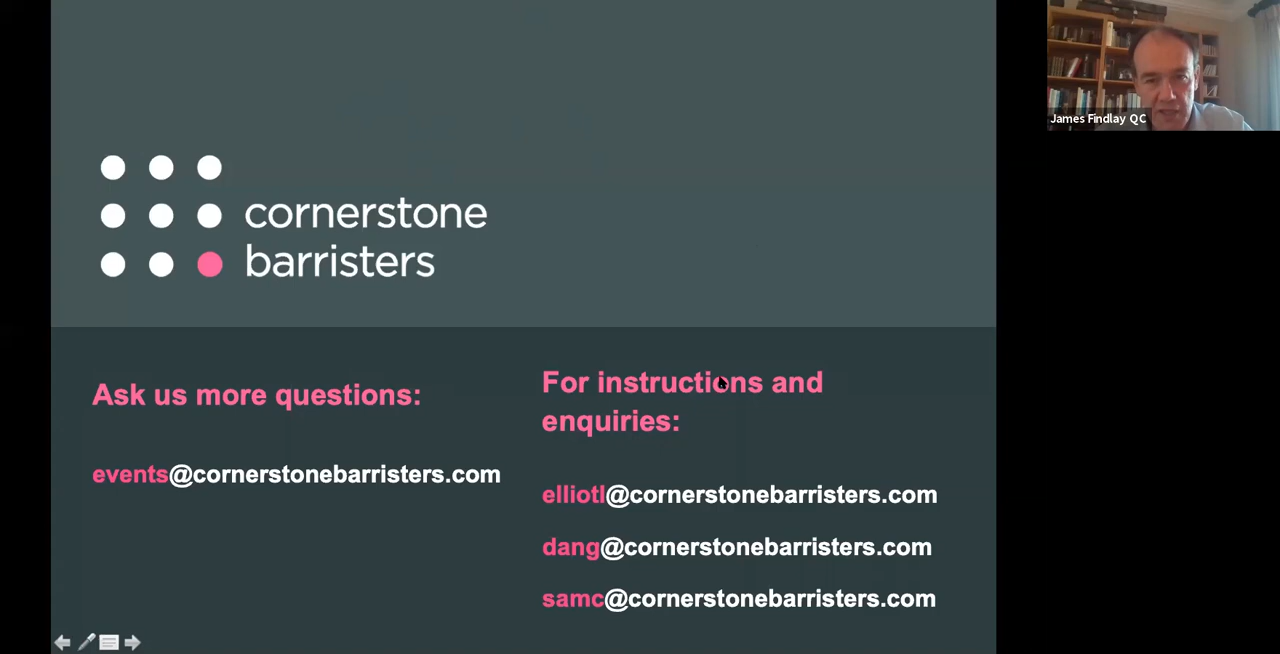 James Findlay QC
cornerstone
barristers
Ask us more questions:
events@cornerstonebarristers.com
For instructions and
enquiries:
elliotl@cornerstonebarristers.com
dang@cornerstonebarristers.com
samc@cornerstonebarristers.com